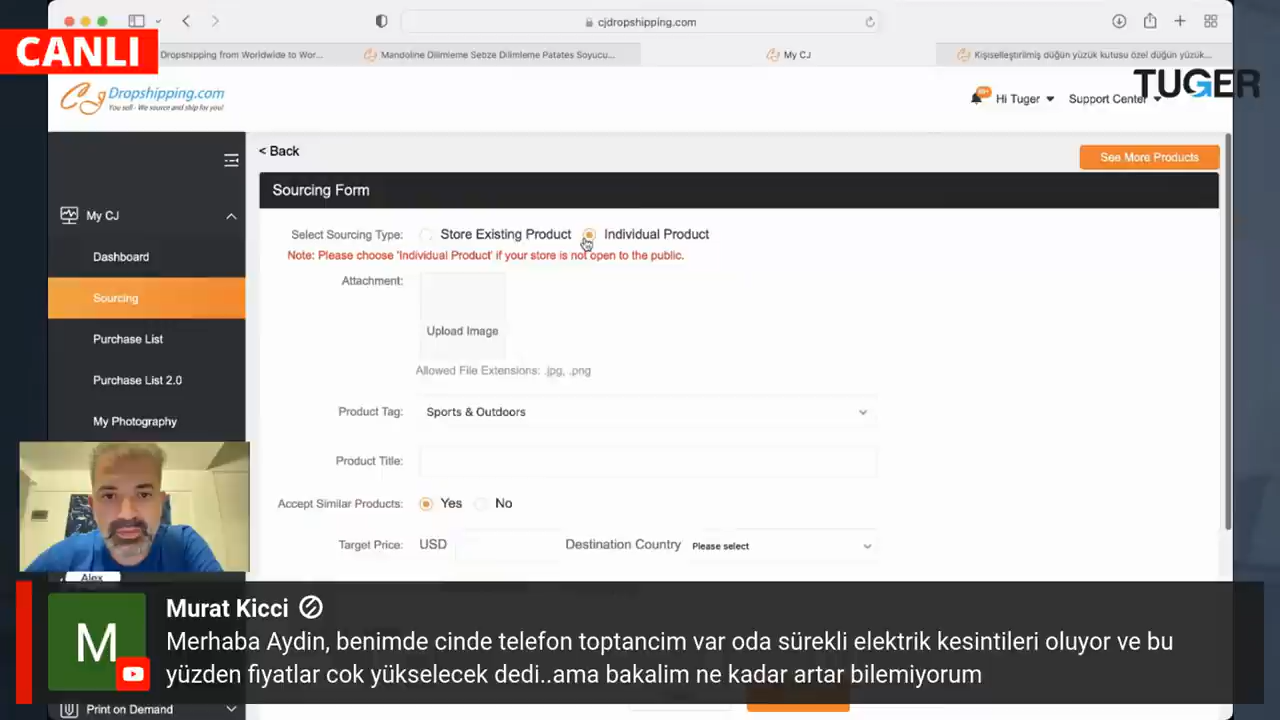 cjdropshipping.com
CANLI
Dropshipping from Worldwide to Wor...
Mandoline Dilimleme Sebze Dilimleme Patates Soyucu...
My CJ
Kişiselleştirilmiş düğün yüzük kutusu özel düğün yüzük...
TUGER
CJ Dropshipping.com
You sell - We source and ship for you!
Hi Tuger
Support Center
< Back
See More Products
Sourcing Form
My CJ
Select Sourcing Type:
Store Existing Product
Individual Product
Note: Please choose 'Individual Product' if your store is not open to the public.
Dashboard
Attachment:
Sourcing
Upload Image
Purchase List
Allowed File Extensions: .jpg, .png
Purchase List 2.0
Product Tag: Sports & Outdoors
My Photography
Product Title:
Accept Similar Products: Yes No
Target Price: USD
Destination Country Please select
Alex
Murat Kicci
M
Merhaba Aydin, benimde cinde telefon toptancim var oda sürekli elektrik kesintileri oluyor ve bu
yüzden fiyatlar cok yükselecek dedi..ama bakalim ne kadar artar bilemiyorum
Print on Demand